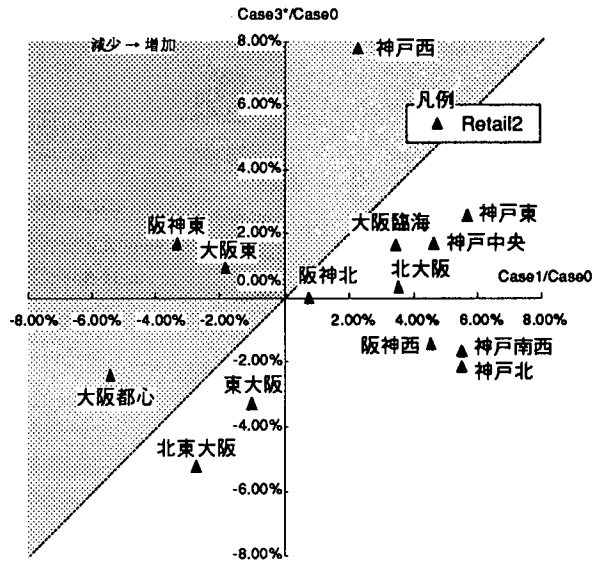 Case3*/Case0
減少 → 増加
8.00%
神戸西
6.00%
凡例
Retail2
4.00%
2.00%
阪神東
大阪東
大阪臨海
神戸東
神戸中央
0.00%
阪神北
北大阪
Case1/Case0
-8.00%
-6.00%
-4.00%
-2.00%
2.00%
4.00%
6.00%
8.00%
-2.00%
阪神西
神戸南西
神戸北
大阪都心
東大阪
-4.00%
北東大阪
-6.00%
-8.00%